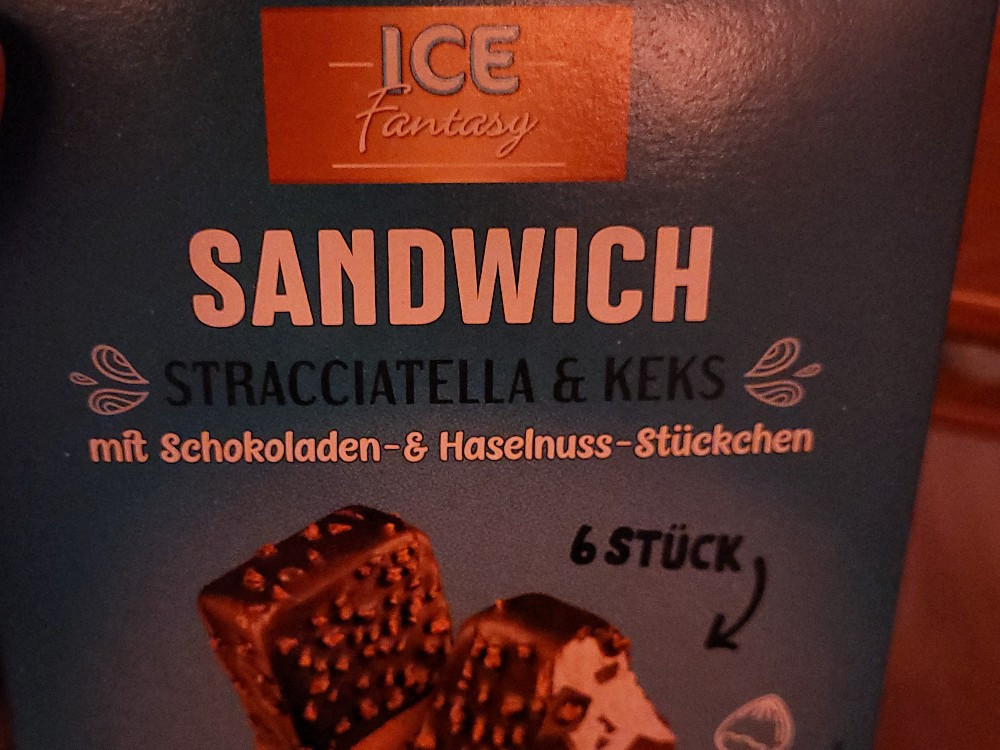 ICE
Fantasy
SANDWICH
STRACCIATELLA & KEKS
mit Schokoladen-& Haselnuss-Stückchen
6 STÜCK